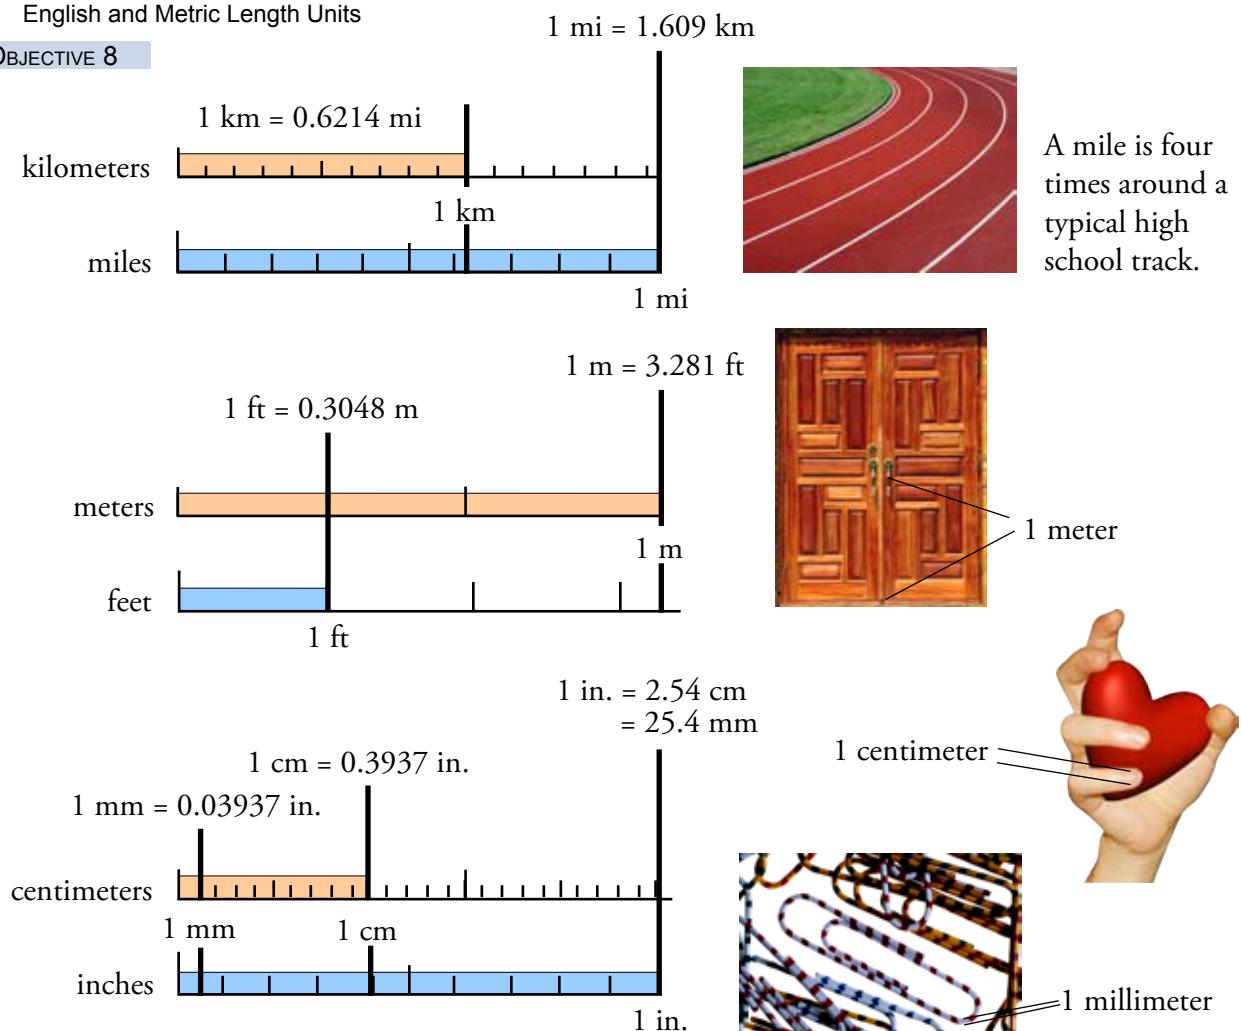 English and Metric Length Units
OBJECTIVE 8
1 mi = 1.609 km
1 km = 0.6214 mi
kilometers
1 km
miles
1 mi
A mile is four
times around a
typical high
school track.
1 m = 3.281 ft
1 ft = 0.3048 m
meters
1 m
feet
1 ft
1 meter
1 in. = 2.54 cm
= 25.4 mm
1 cm = 0.3937 in.
1 mm = 0.03937 in.
centimeters
1 mm
1 cm
inches
1 in.
1 centimeter
1 millimeter